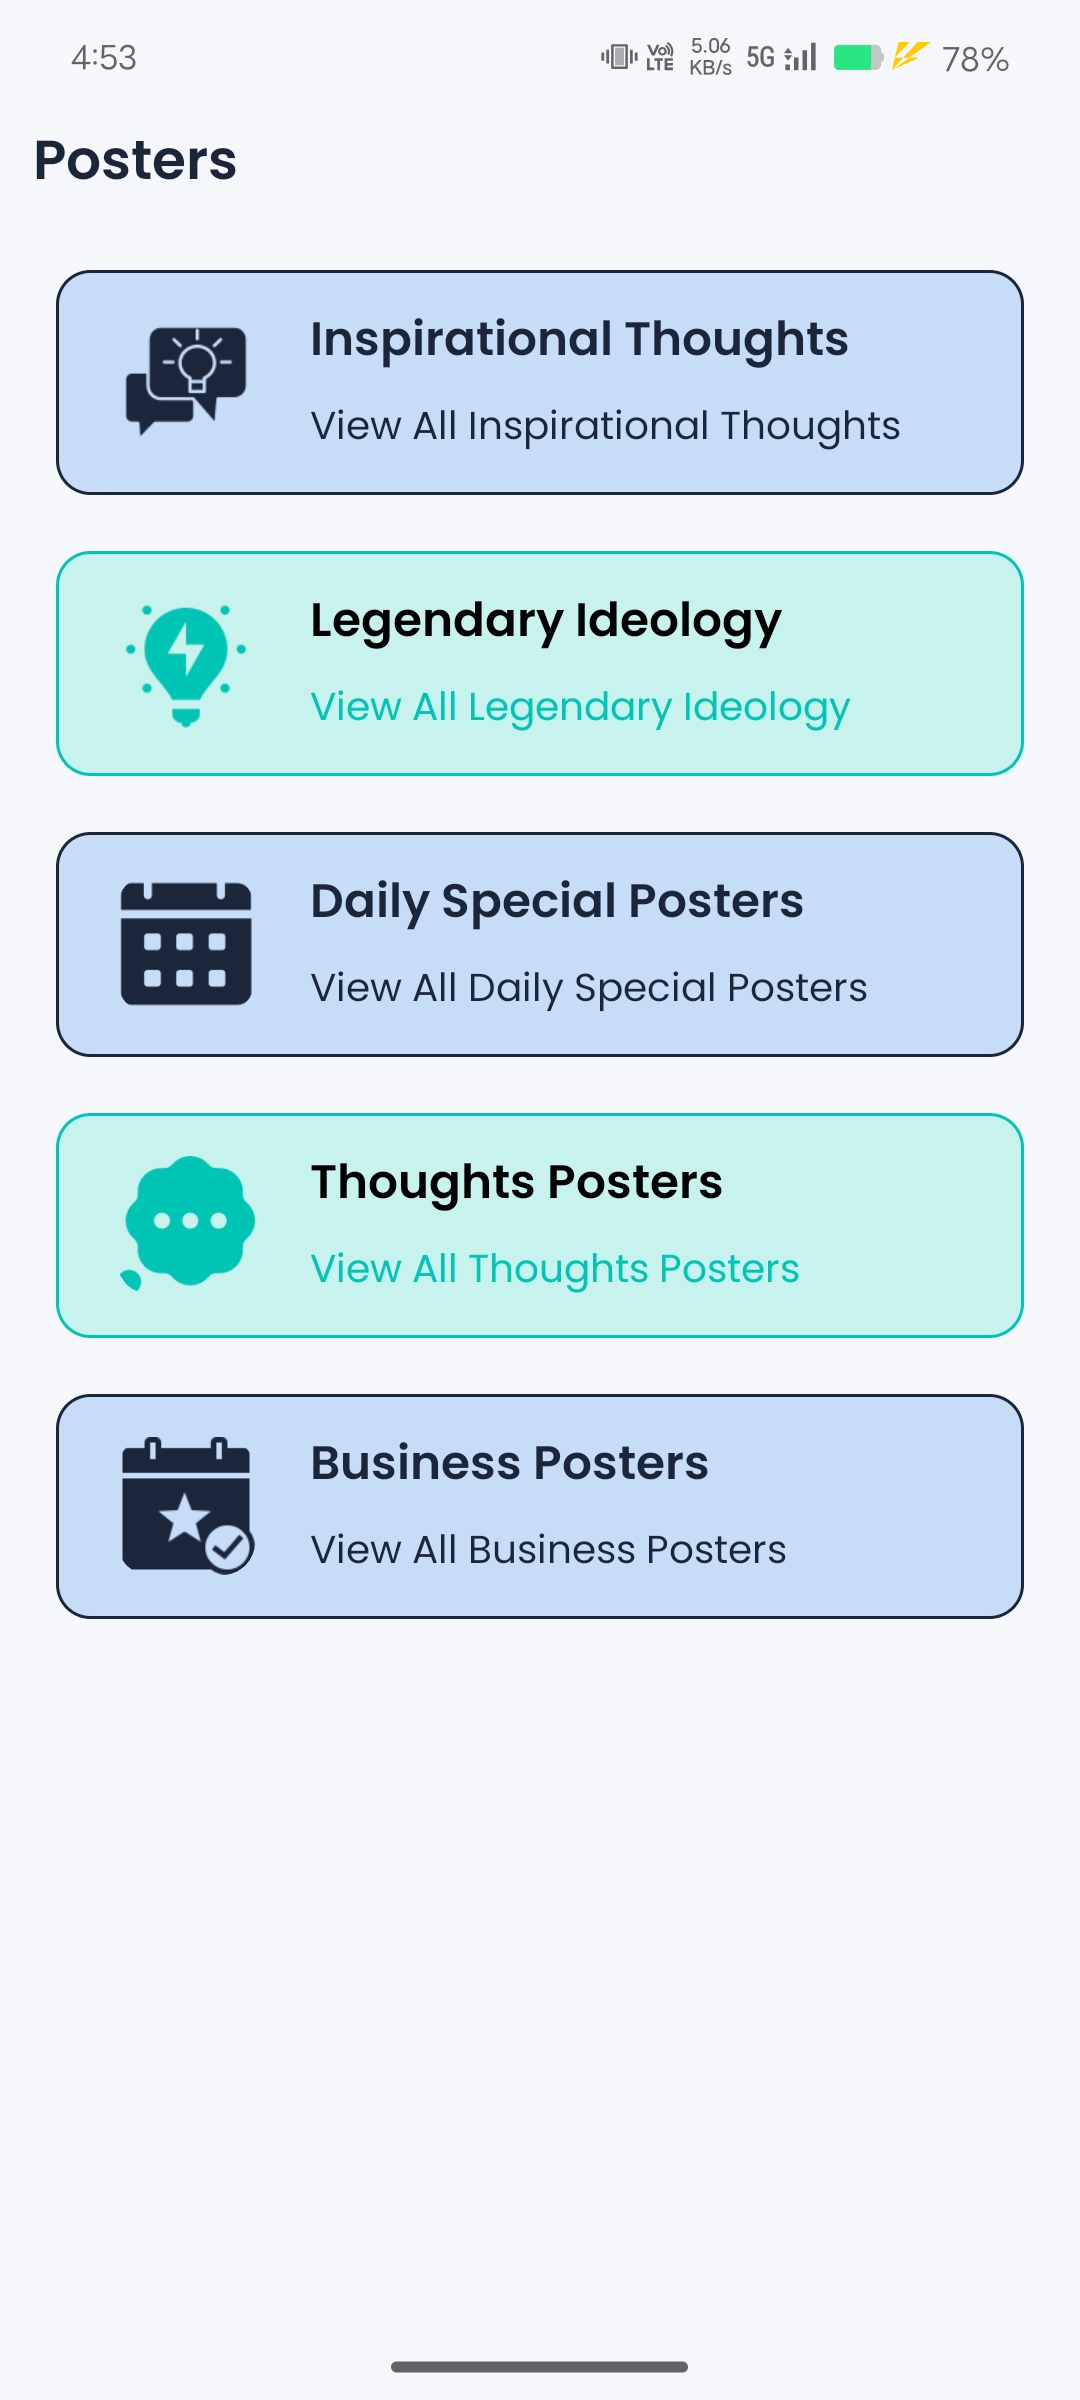 4:53
Vo LTE
5.06 KB/s
5G
78%
Posters
Inspirational Thoughts
View All Inspirational Thoughts
Legendary Ideology
View All Legendary Ideology
Daily Special Posters
View All Daily Special Posters
Thoughts Posters
View All Thoughts Posters
Business Posters
View All Business Posters